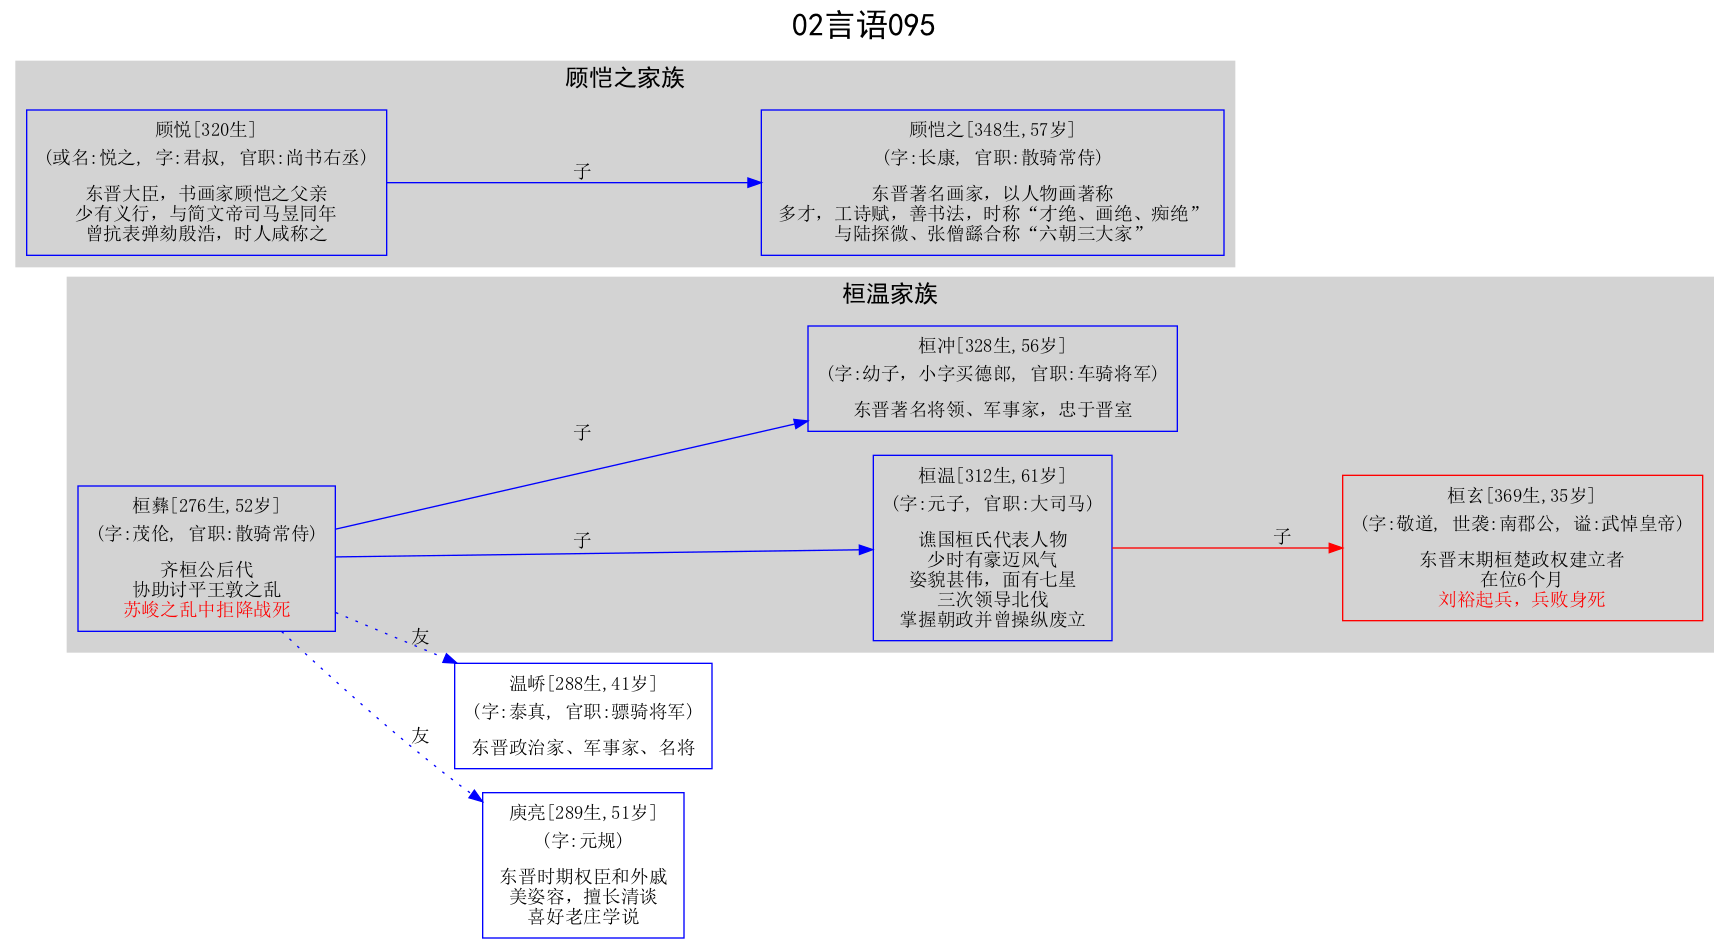 02言语095
顾恺之家族
顾悦[320生]
(或名:悦之, 字:君叔, 官职:尚书右丞)
东晋大臣，书画家顾恺之父亲
少有义行，与简文帝司马昱同年
曾抗表弹劾殷浩，时人咸称之
子
顾恺之[348生,57岁]
(字:长康, 官职:散骑常侍)
东晋著名画家，以人物画著称
多才，工诗赋，善书法，时称“才绝、画绝、痴绝”
与陆探微、张僧繇合称“六朝三大家”
桓温家族
桓冲[328生,56岁]
(字:幼子，小字买德郎, 官职:车骑将军)
东晋著名将领、军事家，忠于晋室
子
桓彝[276生,52岁]
(字:茂伦, 官职:散骑常侍)
齐桓公后代
协助讨平王敦之乱
苏峻之乱中拒降战死
子
桓温[312生,61岁]
(字:元子, 官职:大司马)
谯国桓氏代表人物
少时有豪迈风气
姿貌甚伟，面有七星
三次领导北伐
掌握朝政并曾操纵废立
子
桓玄[369生,35岁]
(字:敬道, 世袭:南郡公, 谥:武悼皇帝)
东晋末期桓楚政权建立者
在位6个月
刘裕起兵，兵败身死
友
温峤[288生,41岁]
(字:泰真, 官职:骠骑将军)
东晋政治家、军事家、名将
友
庾亮[289生,51岁]
(字:元规)
东晋时期权臣和外戚
美姿容，擅长清谈
喜好老庄学说